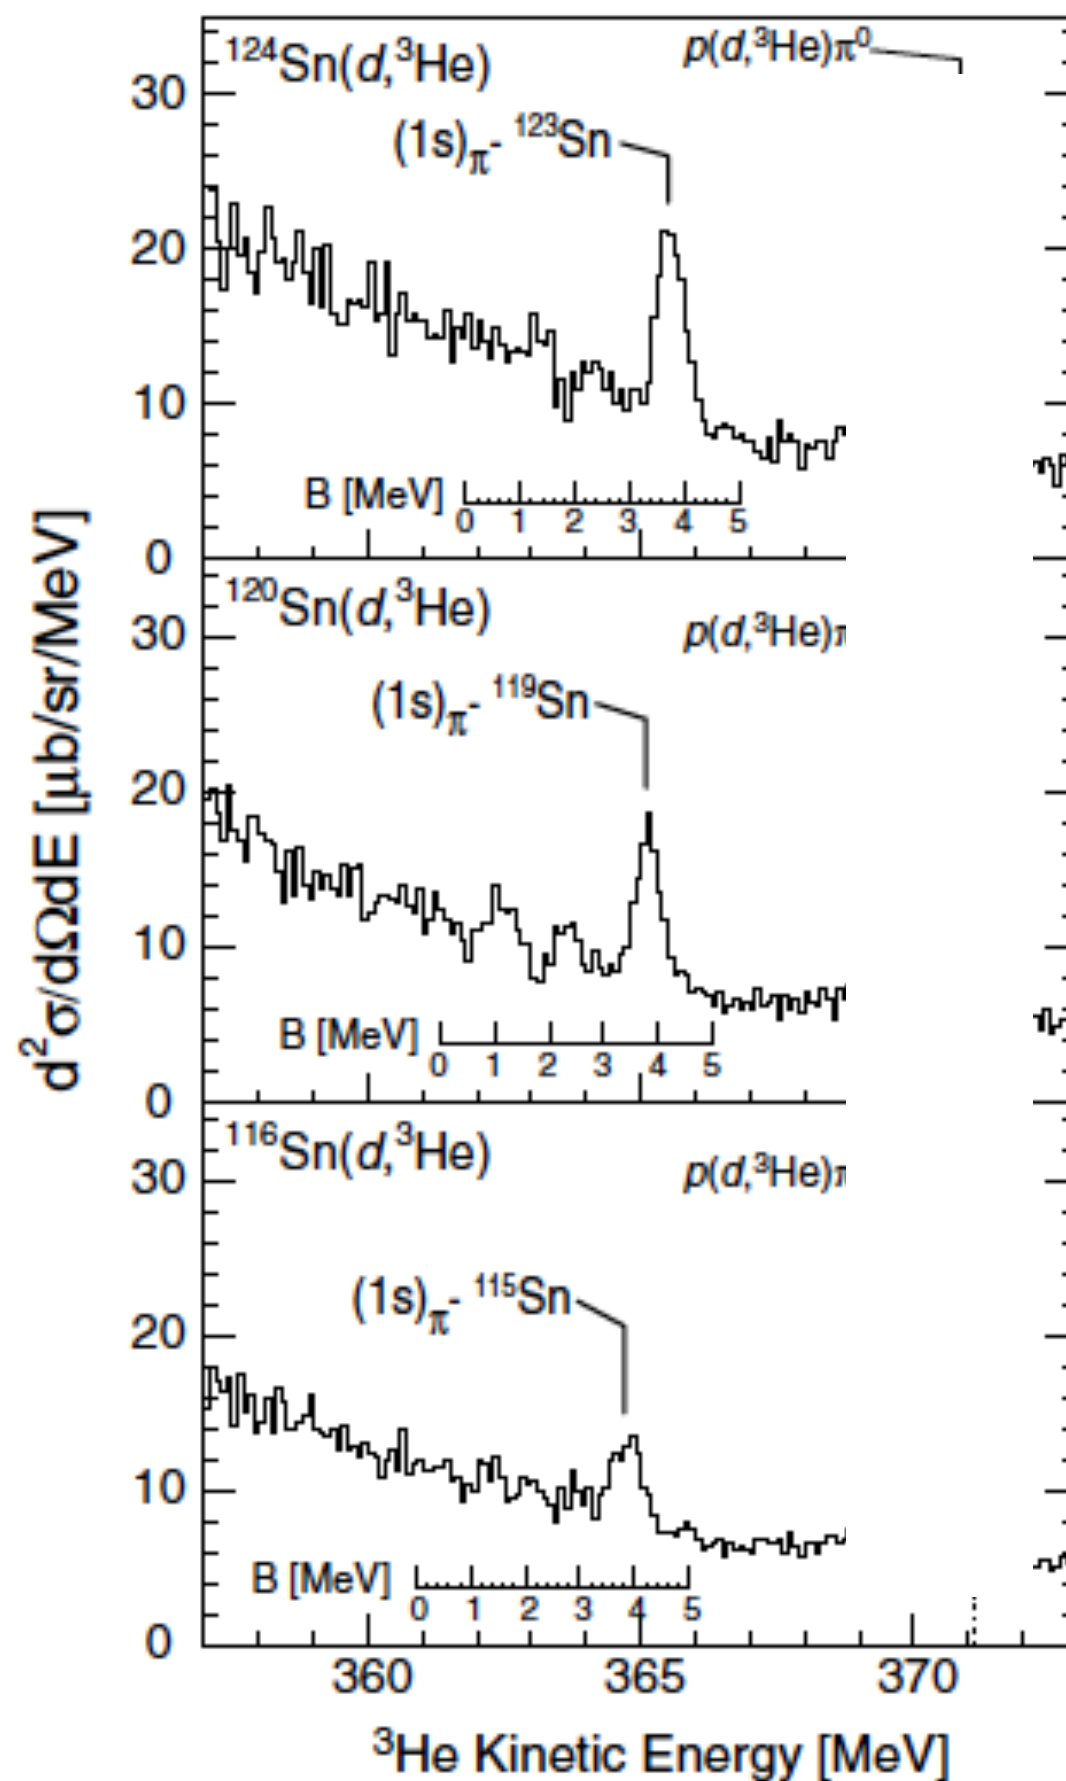 d²σ/dΩdE [μb/sr/MeV]
¹²⁴Sn(d,³He)
p(d,³He)π⁰
(1s)π⁻ ¹²³Sn
30
20
10
0
B [MeV]
0 1 2 3 4 5
¹²⁰Sn(d,³He)
p(d,³He)π
(1s)π⁻ ¹¹⁹Sn
30
20
10
0
B [MeV]
0 1 2 3 4 5
¹¹⁶Sn(d,³He)
p(d,³He)π
(1s)π⁻ ¹¹⁵Sn
30
20
10
0
B [MeV]
0 1 2 3 4 5
360 365 370
³He Kinetic Energy [MeV]